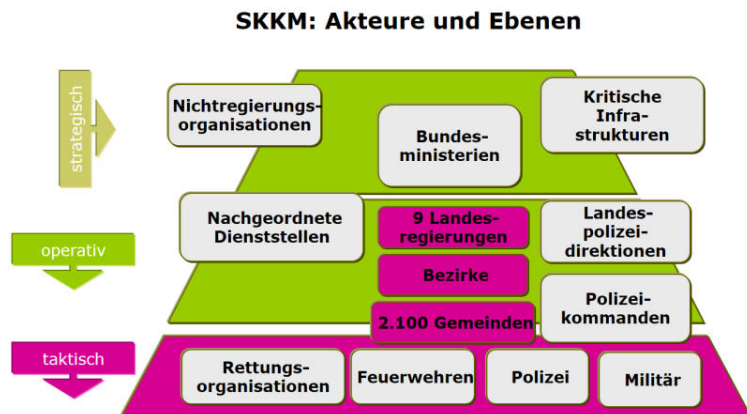 SKKM: Akteure und Ebenen
strategisch
Nichtregierungs-
organisationen
Bundes-
ministerien
Kritische
Infra-
strukturen
operativ
Nachgeordnete
Dienststellen
9 Landes-
regierungen
Bezirke
2.100 Gemeinden
Landes-
polizei-
direktionen
Polizei-
kommanden
taktisch
Rettungs-
organisationen
Feuerwehren
Polizei
Militär